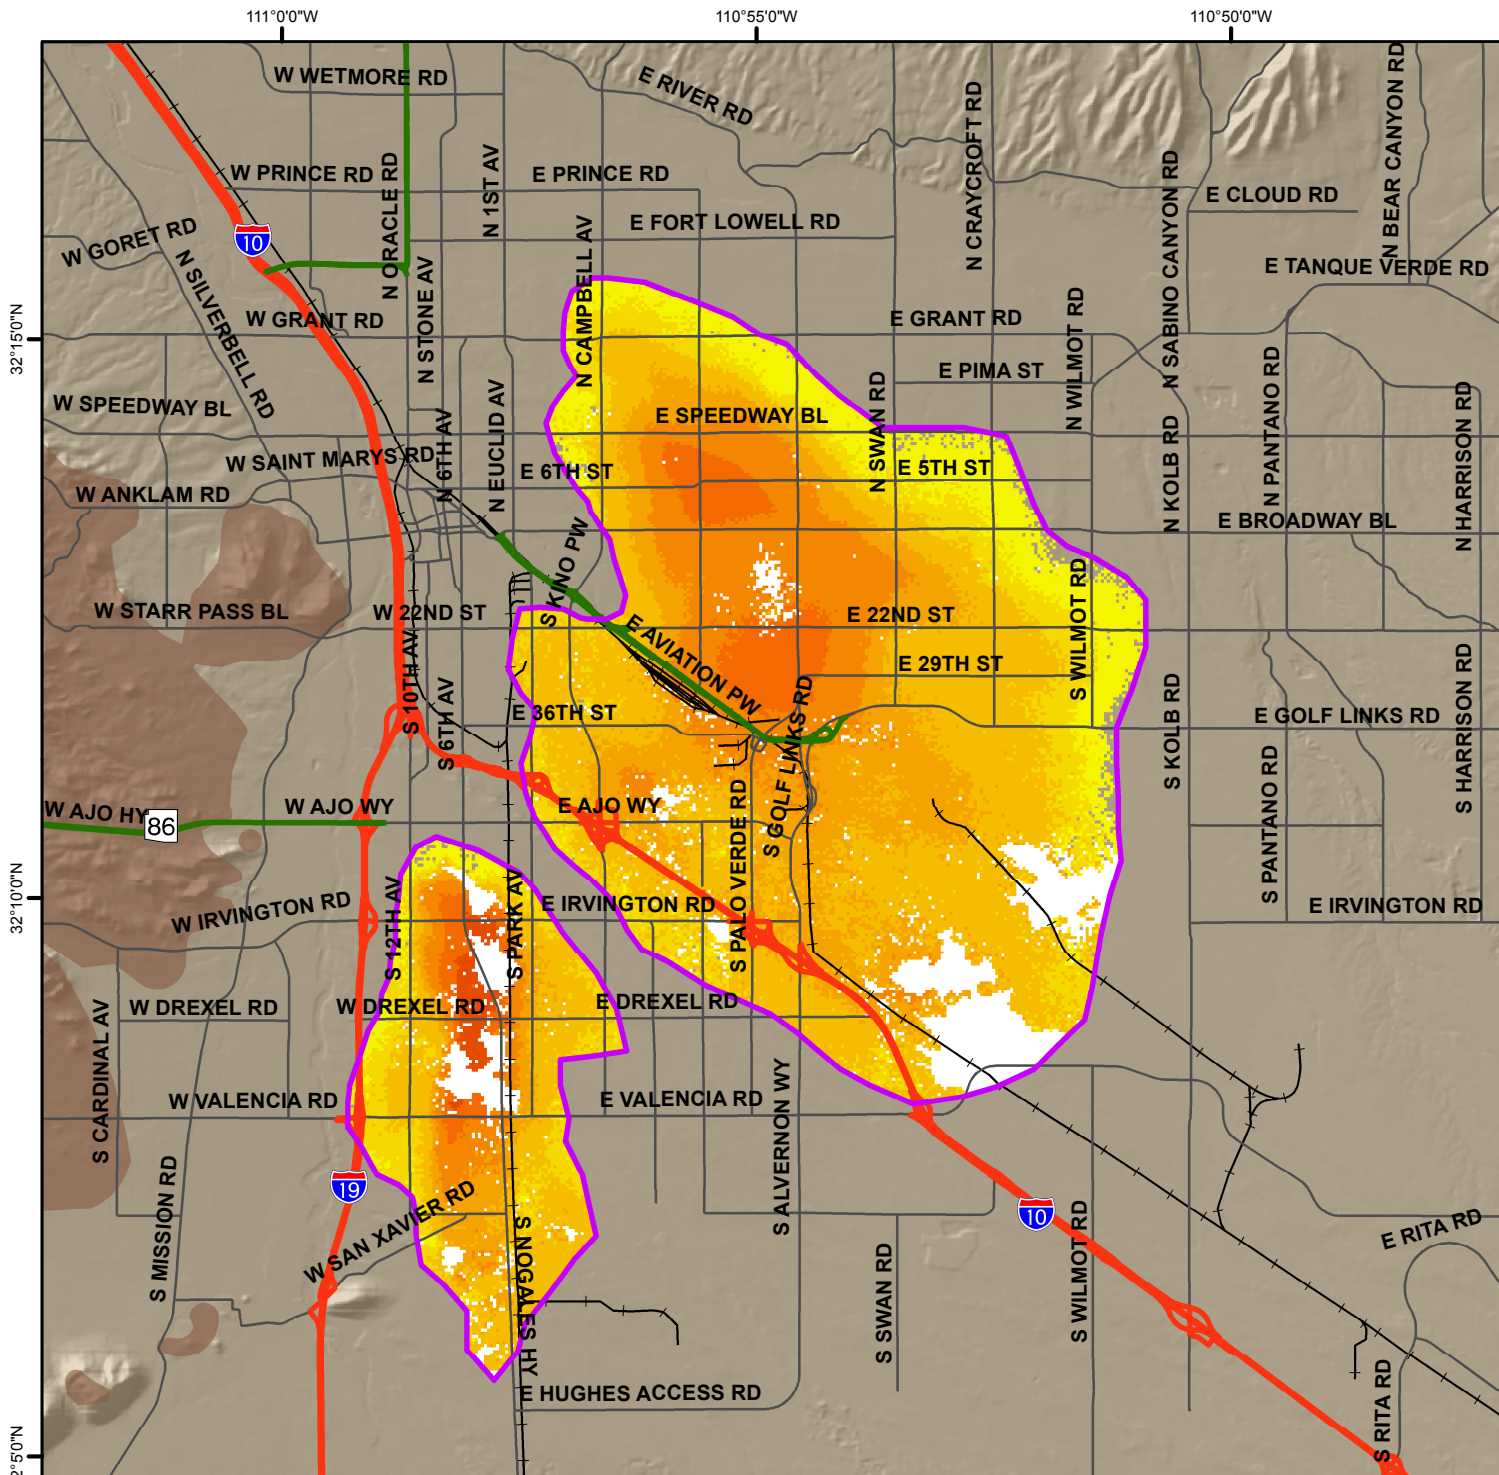 111°0'0"W
110°55'0"W
110°50'0"W
W WETMORE RD
E RIVER RD
N CRAYCROFT RD
N BEAR CANYON RD
W PRINCE RD
N ORACLE RD
N 1ST AV
E PRINCE RD
N SABINO CANYON RD
E CLOUD RD
W GORET RD
10
E FORT LOWELL RD
N SILVERBELL RD
N CAMPBELL AV
E TANQUE VERDE RD
32°15'0"N
W GRANT RD
N STONE AV
E GRANT RD
N WILMOT RD
E PIMA ST
N PANTANO RD
W SPEEDWAY BL
N EUCLID AV
E SPEEDWAY BL
N SWAN RD
N KOLB RD
N HARRISON RD
W SAINT MARYS RD
N 6TH AV
E 6TH ST
E 5TH ST
W ANKLAM RD
E BROADWAY BL
S KINO PW
W STARR PASS BL
W 22ND ST
E AVIATION PW
E 22ND ST
S WILMOT RD
E 29TH ST
S 10TH AV
S 6TH AV
E 36TH ST
S GOLF LINKS RD
S KOLB RD
E GOLF LINKS RD
S HARRISON RD
W AJO HY
86
W AJO WY
E AJO WY
S PALO VERDE RD
S PANTANO RD
32°10'0"N
W IRVINGTON RD
S 12TH AV
S PARK AV
E IRVINGTON RD
E IRVINGTON RD
S CARDINAL AV
W DREXEL RD
W DREXEL RD
E DREXEL RD
W VALENCIA RD
E VALENCIA RD
S ALVERNON WY
S MISSION RD
19
W SAN XAVIER RD
S NOGALES HY
10
S SWAN RD
S WILMOT RD
E RITA RD
E HUGHES ACCESS RD
S RITA RD
2°5'0"N